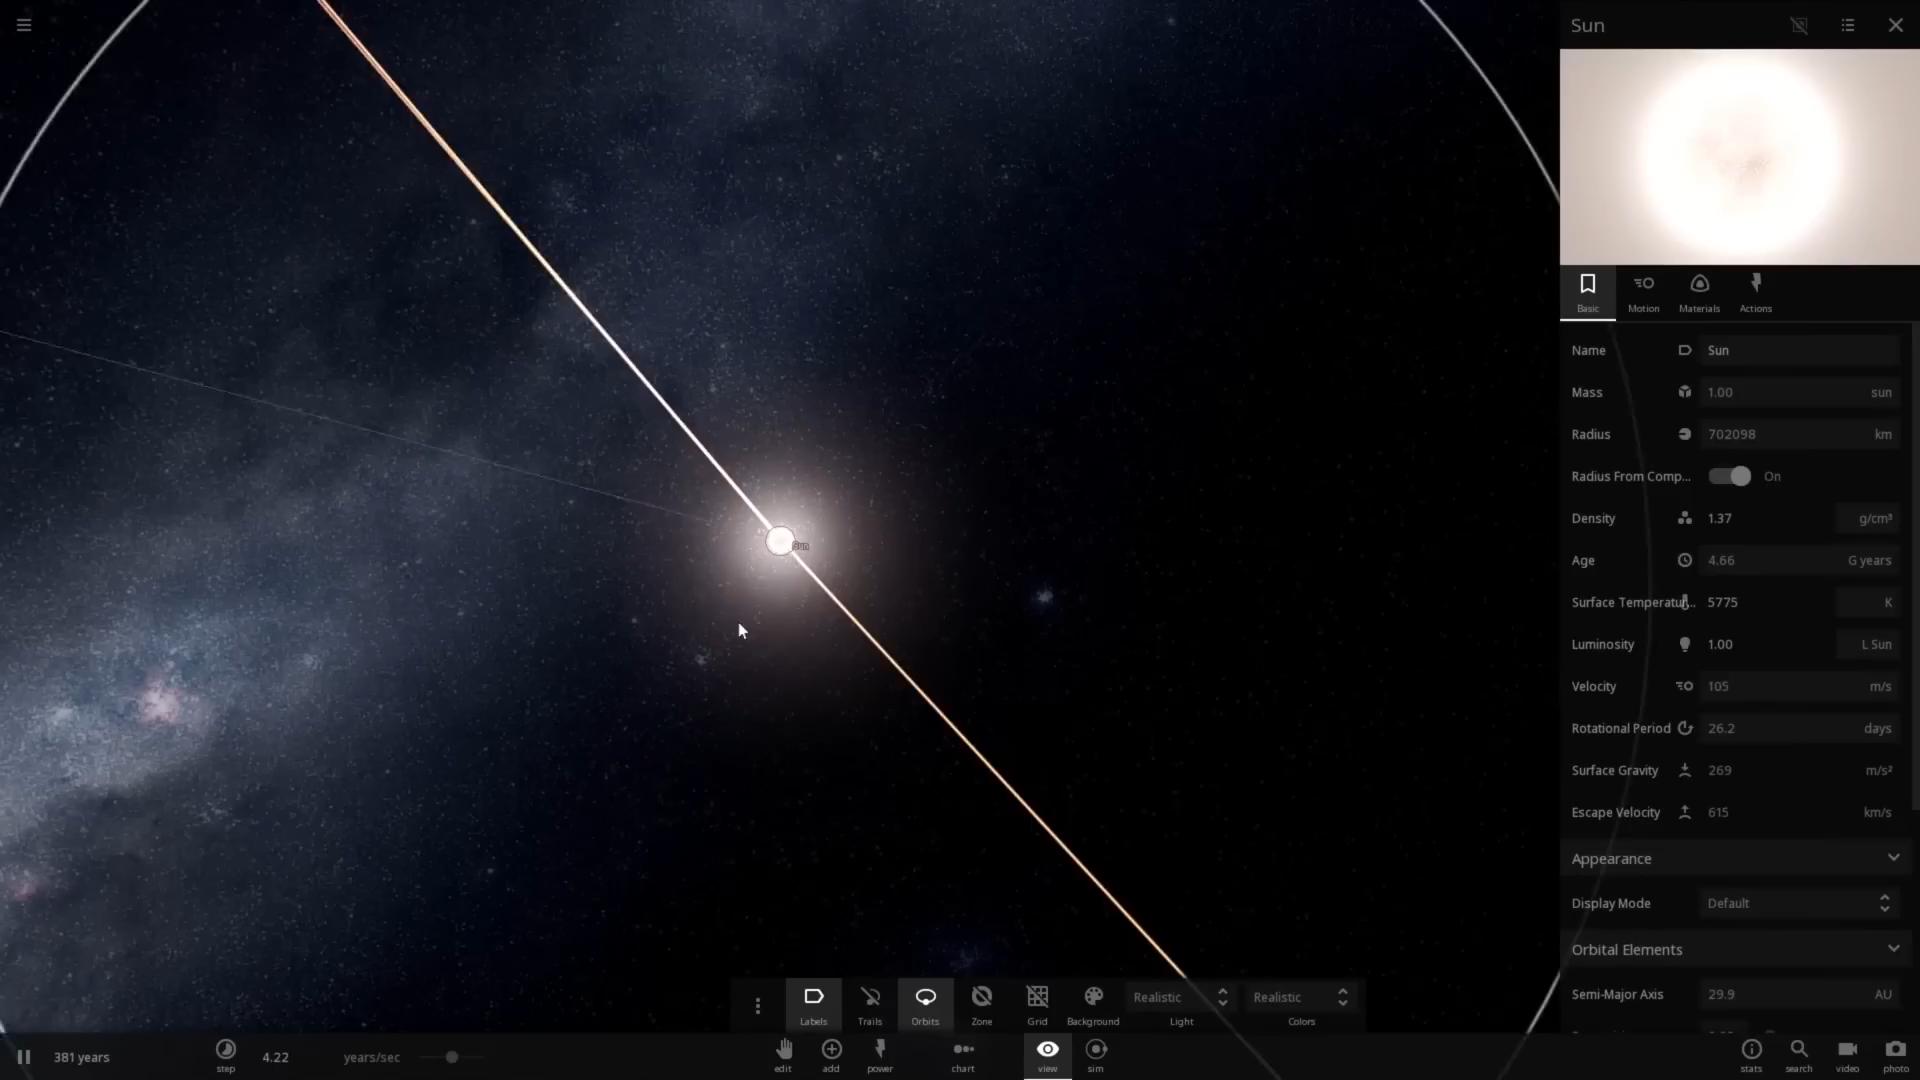 Sun
Basic
Motion
Materials
Actions
Name Sun
Mass 1.00 sun
Radius 702098 km
Radius From Comp... On
Density 1.37 g/cm³
Age 4.66 G years
Surface Temperatur... 5775 K
Luminosity 1.00 L Sun
Velocity 105 m/s
Rotational Period 26.2 days
Surface Gravity 269 m/s²
Escape Velocity 615 km/s
Appearance
Display Mode Default
Orbital Elements
Semi-Major Axis 29.9 AU
Sun
Realistic Realistic
Labels Trails Orbits Zone Grid Background Light Colors
381 years
step
4.22 years/sec
edit add power chart view sim
stats search video photo